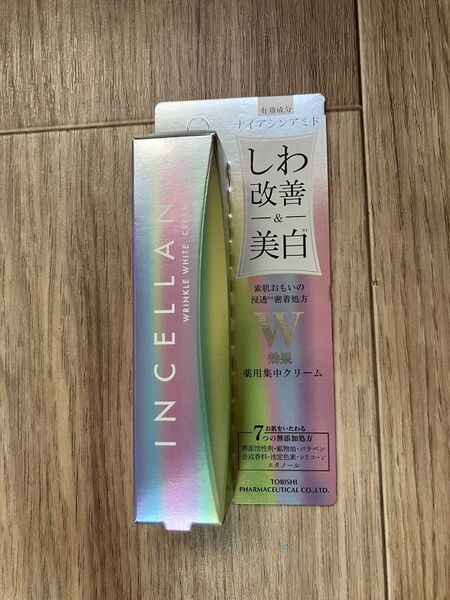 INCELLAN
WRINKLE WHITE CREAM
有効成分
ナイアシンアミド
しわ
改善
&
美白※1
素肌おもいの
浸透※2密着処方
W
効果
薬用集中クリーム
お肌をいたわる
7つの無添加処方
界面活性剤・鉱物油・パラベン
合成香料・法定色素・シリコーン
エタノール
TOBISHI
PHARMACEUTICAL CO.,LTD.